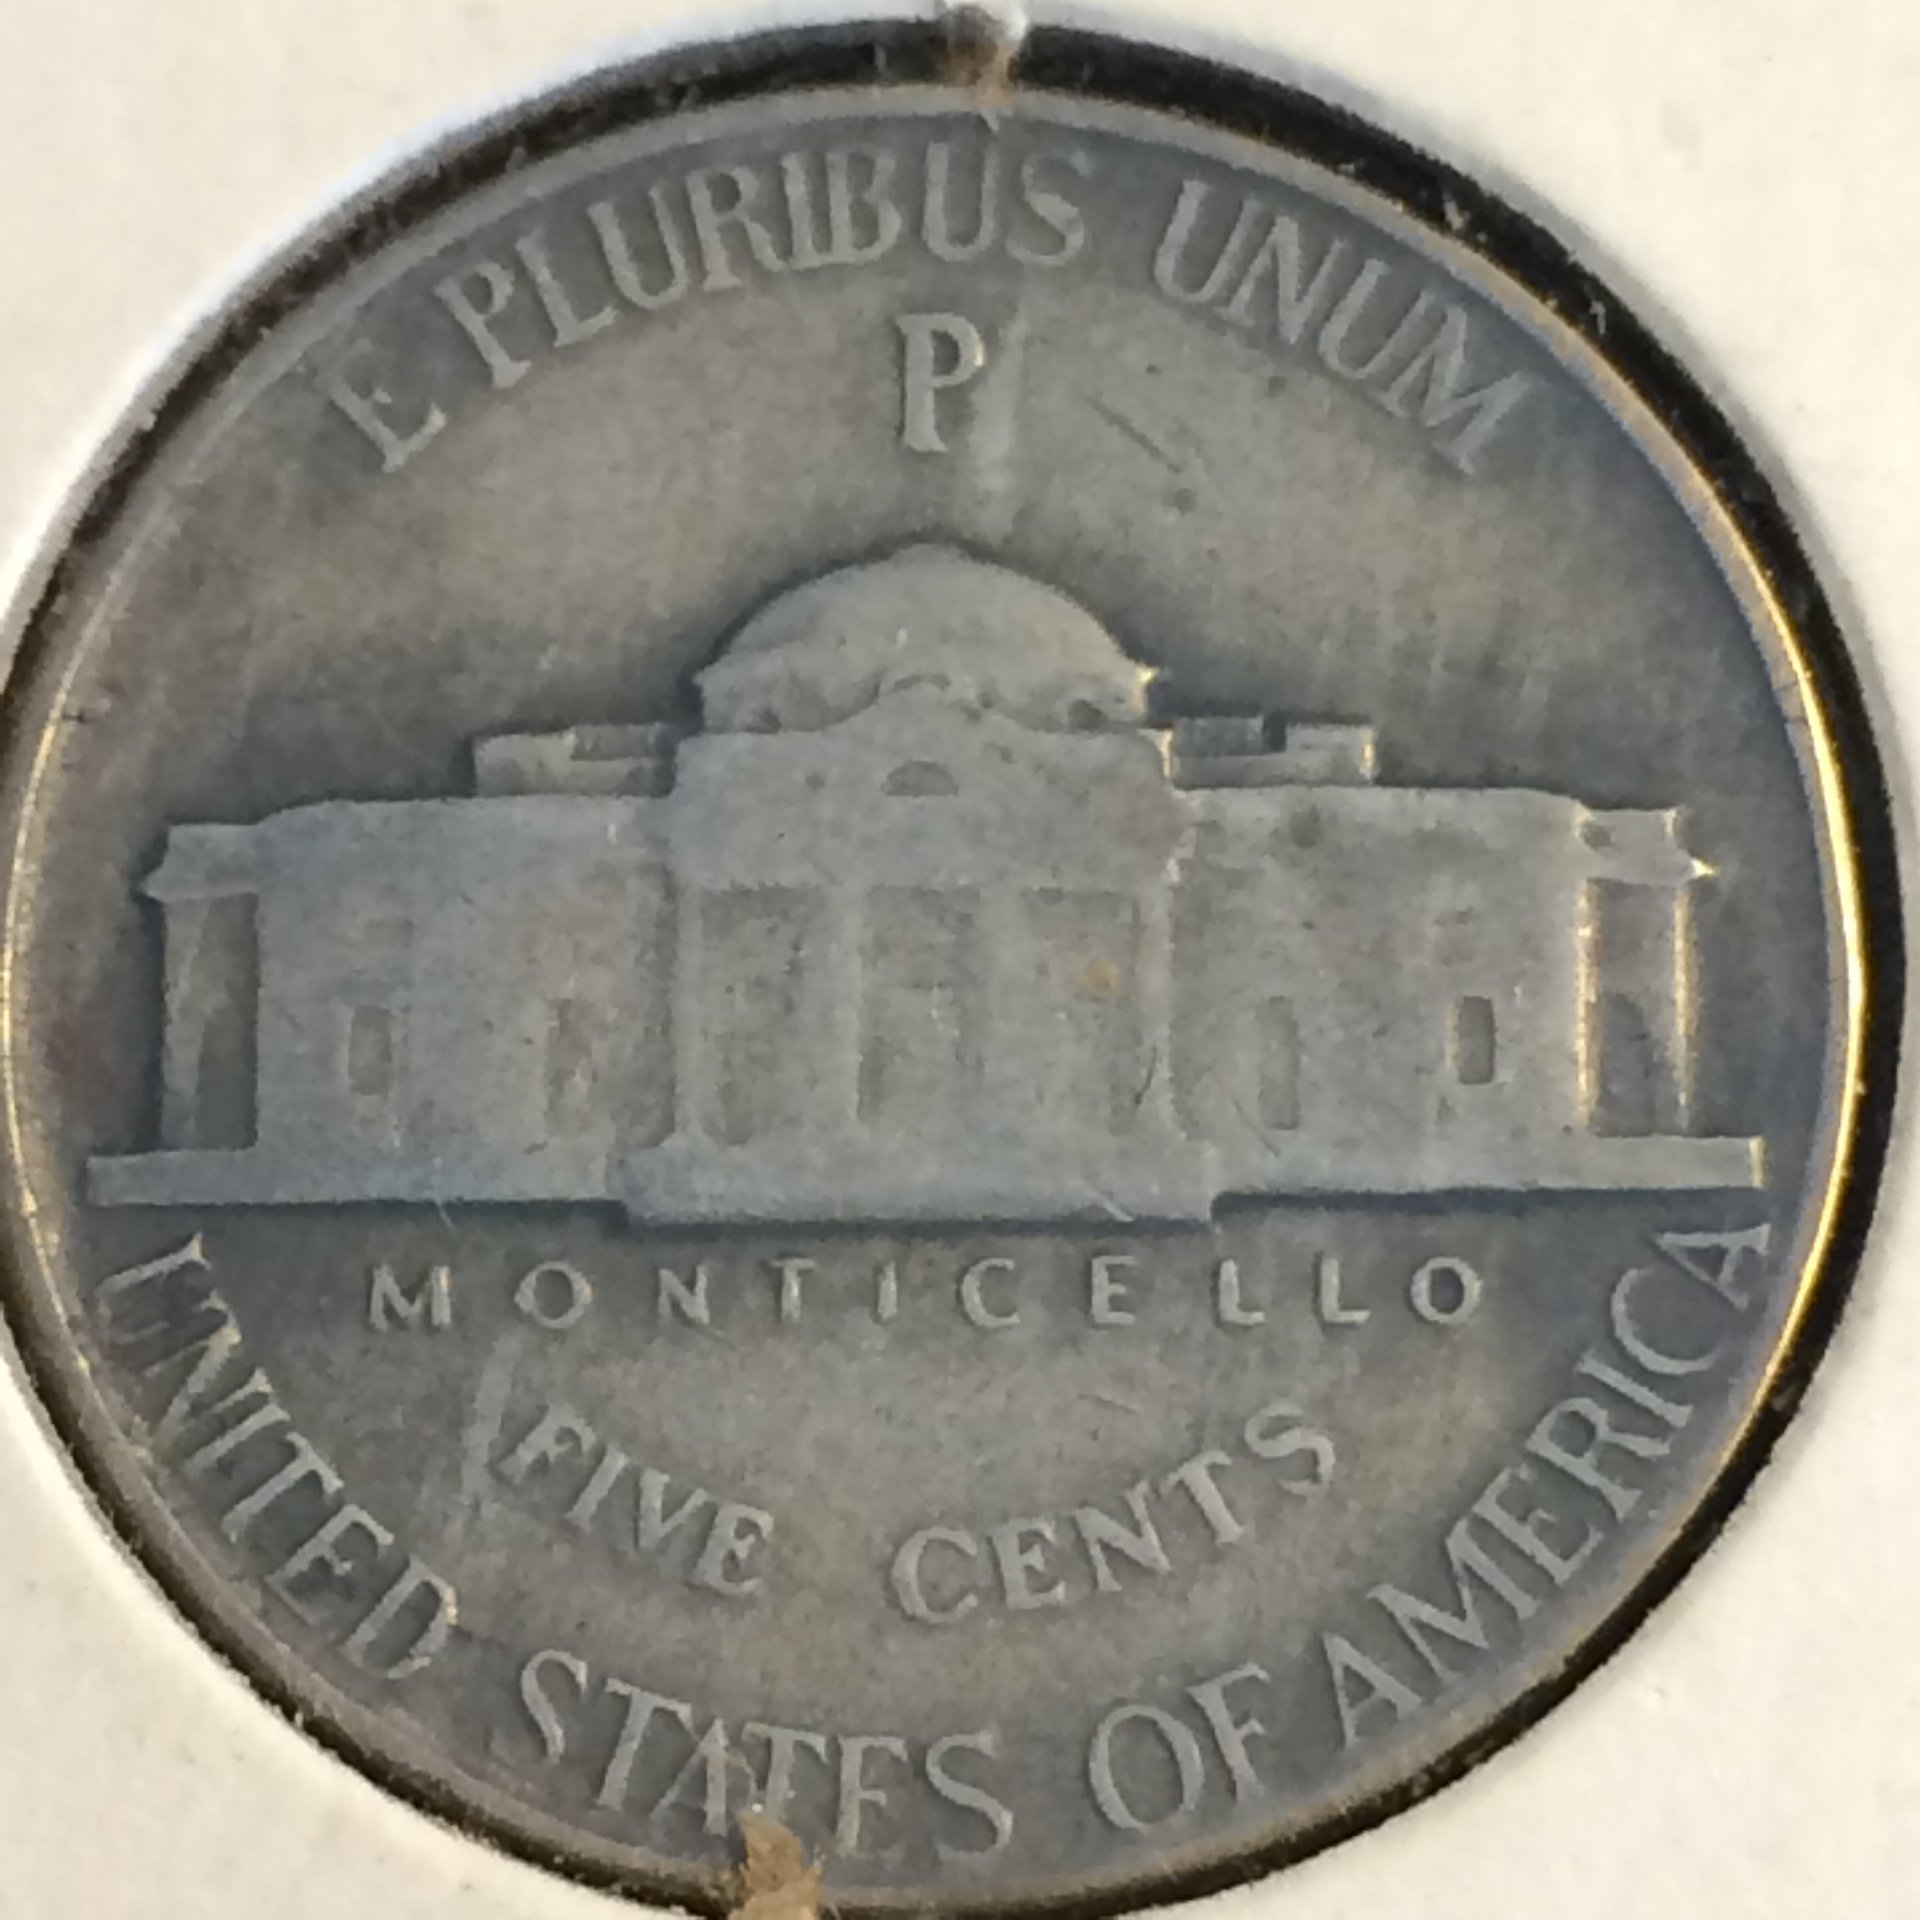 E PLURIBUS UNUM
P
MONTICELLO
FIVE CENTS
UNITED STATES OF AMERICA